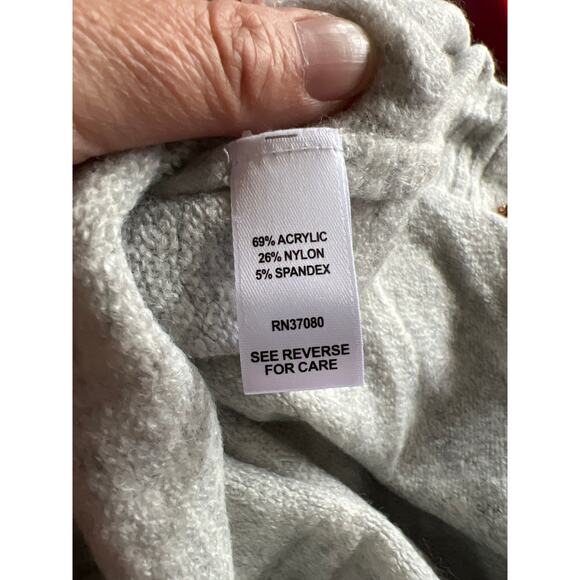 69% ACRYLIC
26% NYLON
5% SPANDEX
RN37080
SEE REVERSE
FOR CARE